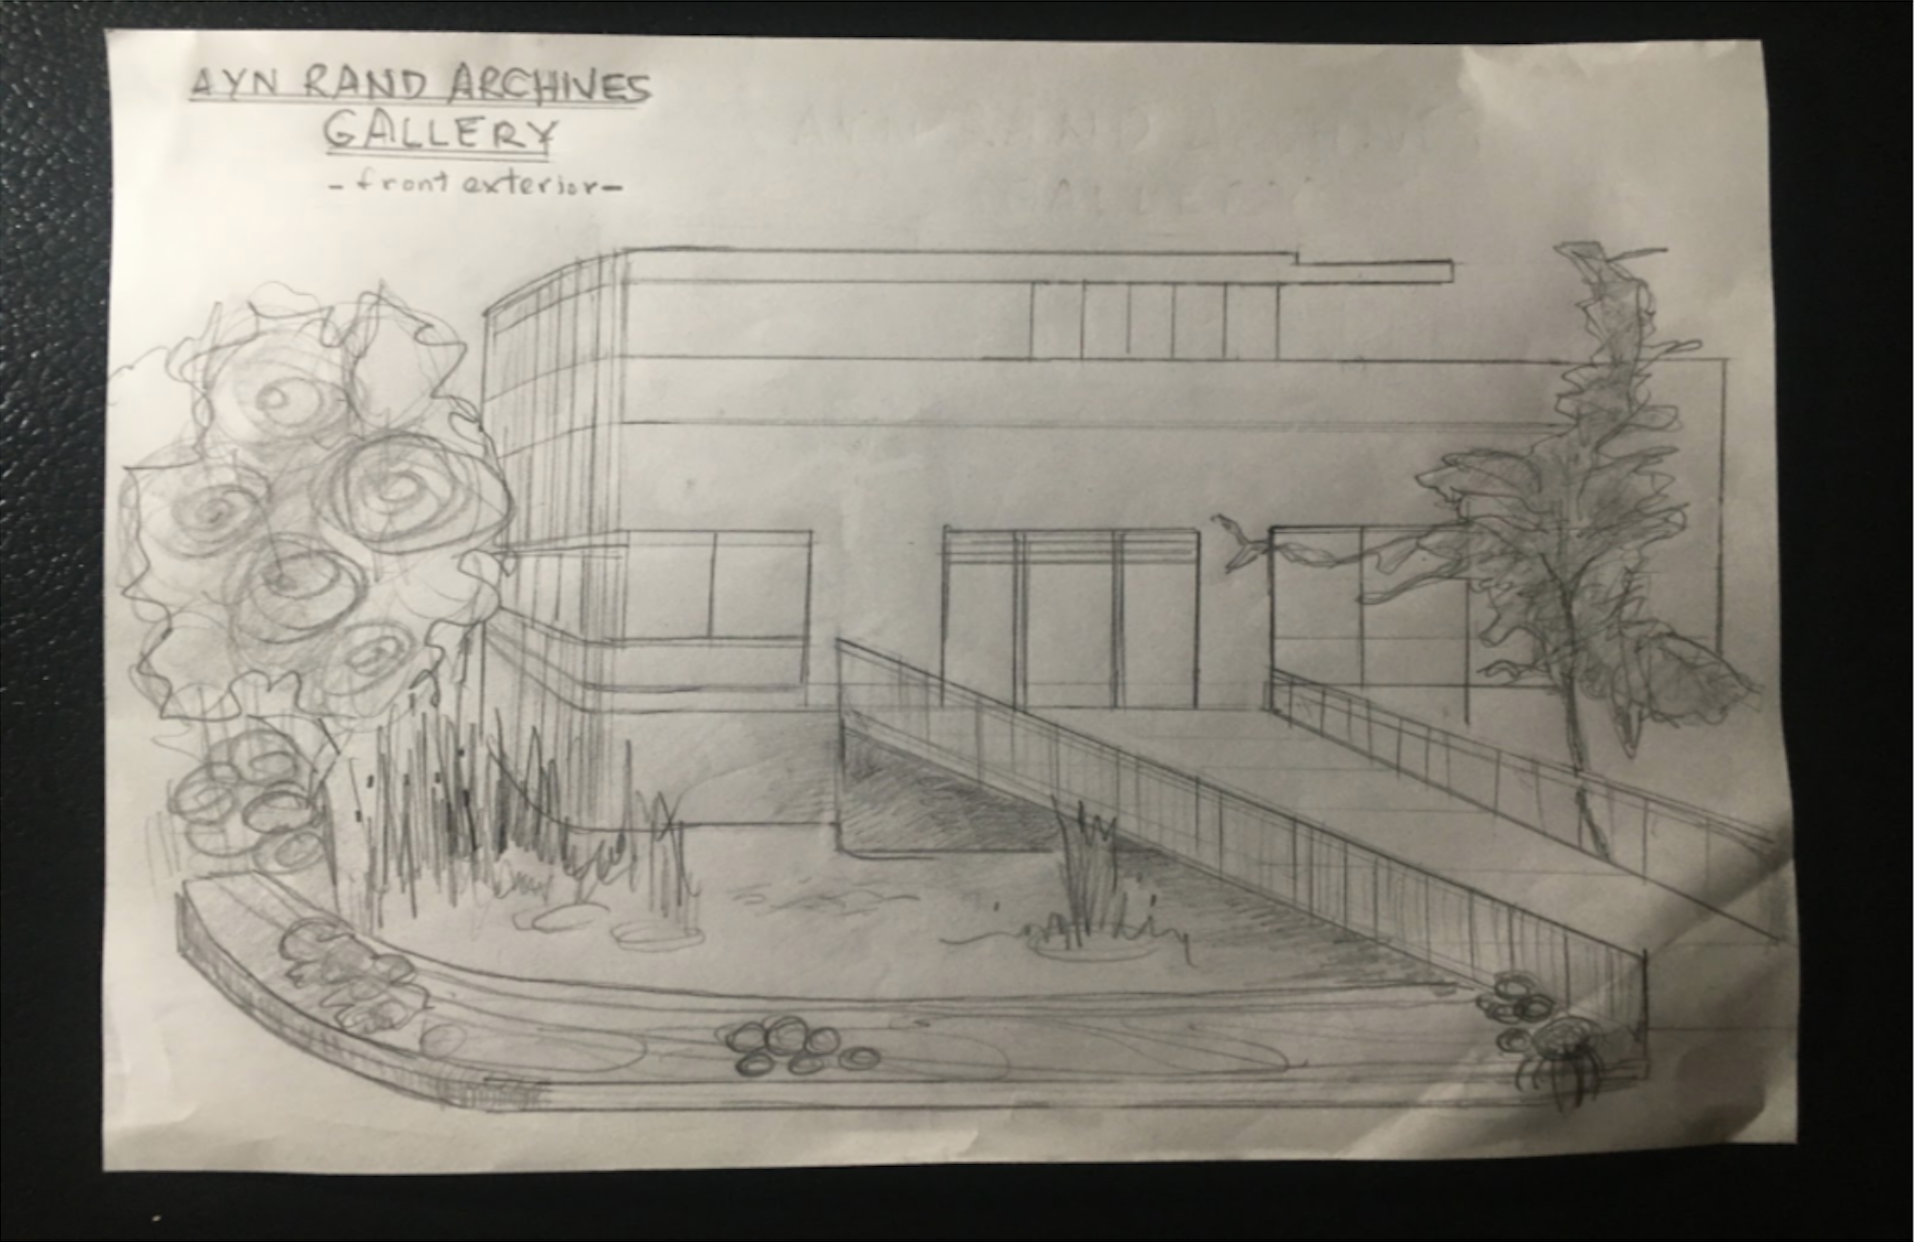 AYN RAND ARCHIVES
GALLERY
- front exterior -